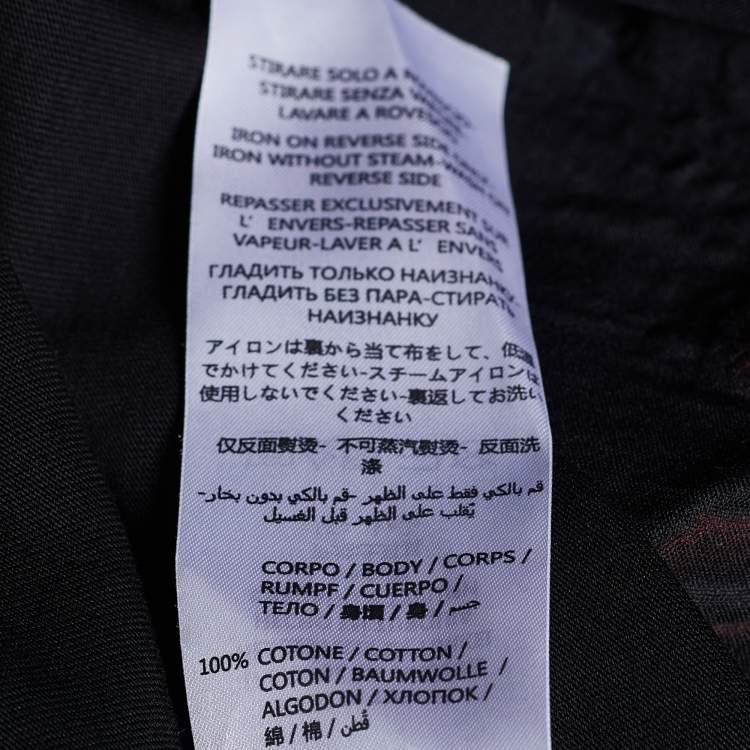 STIRARE SOLO A
STIRARE SENZA
LAVARE A ROVESCIO
IRON ON REVERSE SIDE ONLY-
IRON WITHOUT STEAM-WASH ON
REVERSE SIDE
REPASSER EXCLUSIVEMENT SUR
L' ENVERS-REPASSER SANS
VAPEUR-LAVER A L' ENVERS
ГЛАДИТЬ ТОЛЬКО НАИЗНАНКУ-
ГЛАДИТЬ БЕЗ ПАРА-СТИРАТЬ
НАИЗНАНКУ
アイロンは裏から当て布をして、低温
でかけてください-スチームアイロンは
使用しないでください-裏返してお洗い
ください
仅反面熨烫- 不可蒸汽熨烫- 反面洗
涤
قم بالكي فقط على الظهر -قم بالكي بدون بخار-
يُقلب على الظهر قبل الغسيل
CORPO / BODY / CORPS /
RUMPF / CUERPO /
ТЕЛО / 身頃 / 身 / جسم
100% COTONE / COTTON /
COTON / BAUMWOLLE /
ALGODON / ХЛОПОК /
綿 / 棉 / قُطن